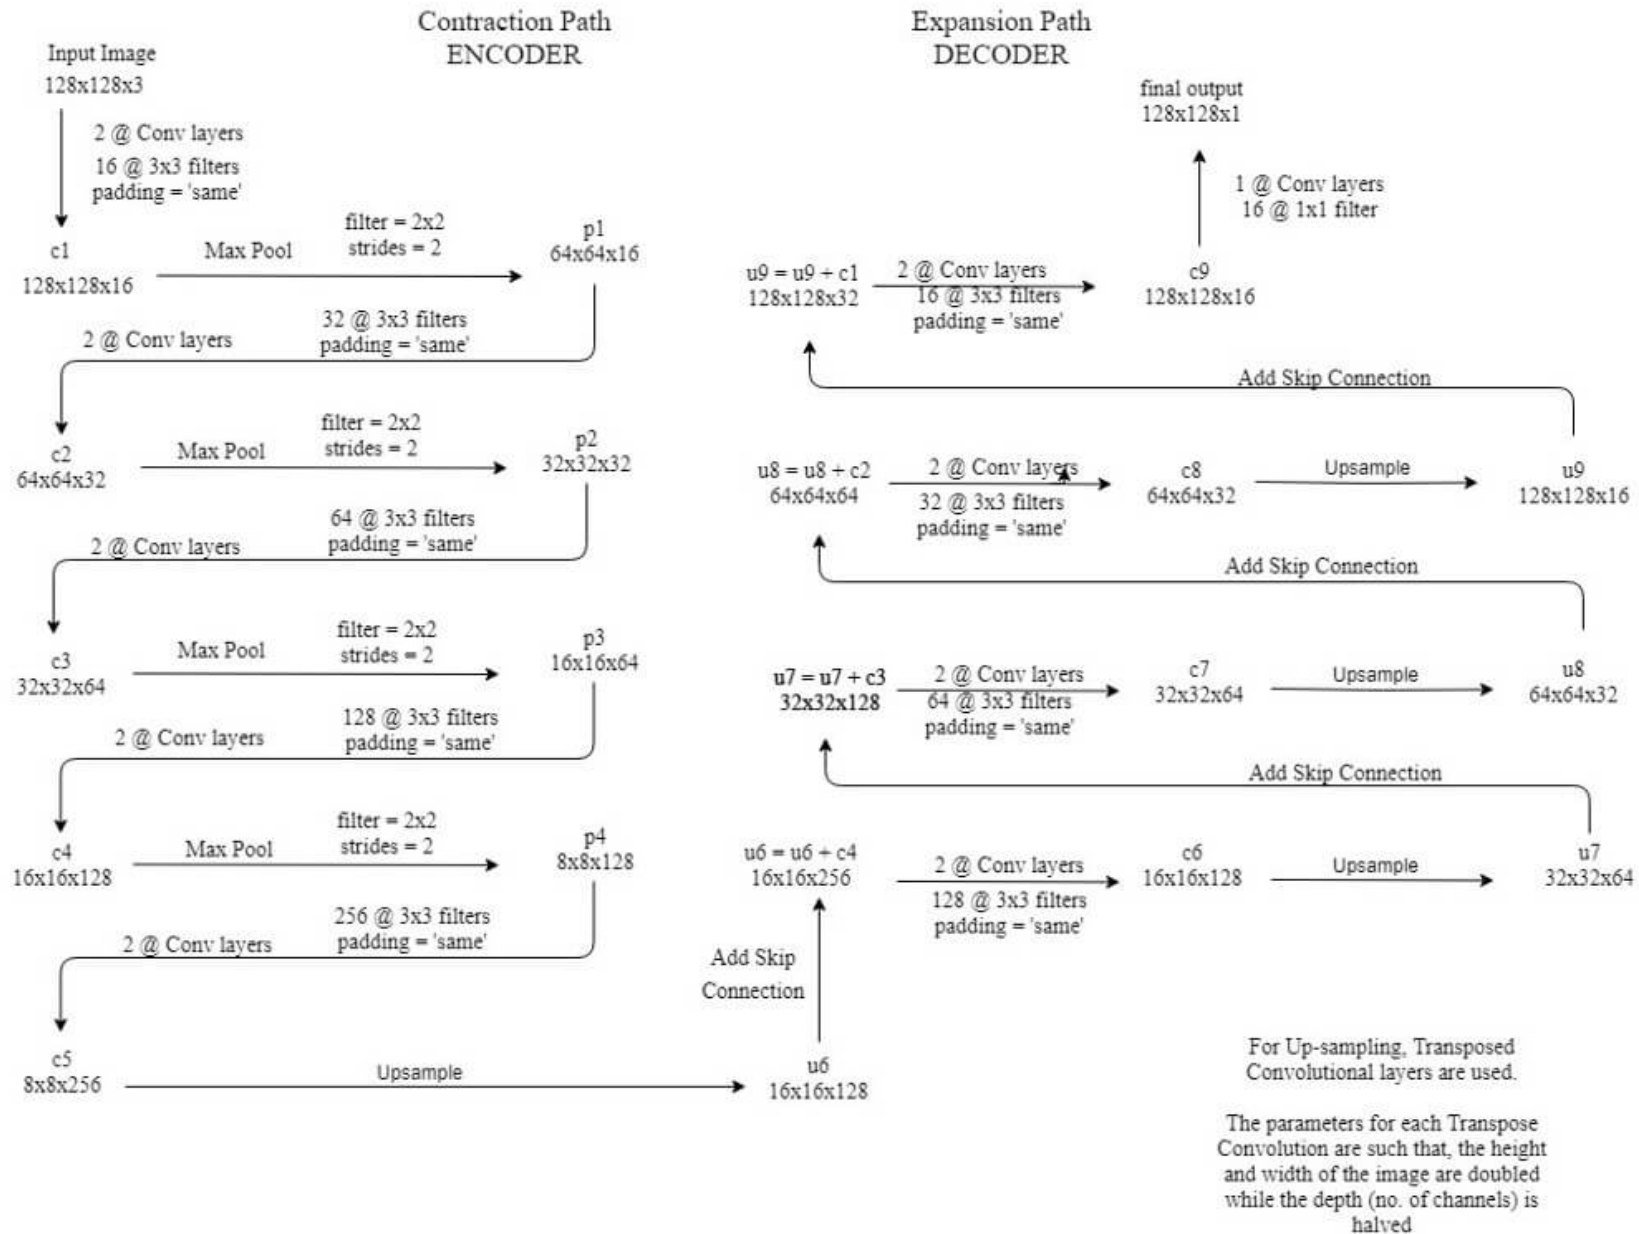 Contraction Path
ENCODER
Input Image
128x128x3
2 @ Conv layers
16 @ 3x3 filters
padding = 'same'
c1
128x128x16
Max Pool
filter = 2x2
strides = 2
p1
64x64x16
2 @ Conv layers
32 @ 3x3 filters
padding = 'same'
c2
64x64x32
Max Pool
filter = 2x2
strides = 2
p2
32x32x32
2 @ Conv layers
64 @ 3x3 filters
padding = 'same'
c3
32x32x64
Max Pool
filter = 2x2
strides = 2
p3
16x16x64
2 @ Conv layers
128 @ 3x3 filters
padding = 'same'
c4
16x16x128
Max Pool
filter = 2x2
strides = 2
p4
8x8x128
2 @ Conv layers
256 @ 3x3 filters
padding = 'same'
c5
8x8x256
Upsample
u6
16x16x128
Add Skip
Connection
Expansion Path
DECODER
final output
128x128x1
1 @ Conv layers
16 @ 1x1 filter
u9 = u9 + c1
128x128x32
2 @ Conv layers
16 @ 3x3 filters
padding = 'same'
c9
128x128x16
Add Skip Connection
u8 = u8 + c2
64x64x64
2 @ Conv layers
32 @ 3x3 filters
padding = 'same'
c8
64x64x32
Upsample
u9
128x128x16
Add Skip Connection
u7 = u7 + c3
32x32x128
2 @ Conv layers
64 @ 3x3 filters
padding = 'same'
c7
32x32x64
Upsample
u8
64x64x32
Add Skip Connection
u6 = u6 + c4
16x16x256
2 @ Conv layers
128 @ 3x3 filters
padding = 'same'
c6
16x16x128
Upsample
u7
32x32x64
For Up-sampling, Transposed
Convolutional layers are used.
The parameters for each Transpose
Convolution are such that, the height
and width of the image are doubled
while the depth (no. of channels) is
halved